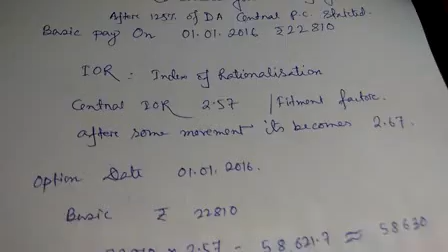 After 125% of DA Central P.C. Started.
Basic pay On 01.01.2016 ₹22810
IOR: Index of Rationalisation
Central IOR 2.57 / Fitment factor.
after some movement its becomes 2.67.
Option Date 01.01.2016.
Basic ₹ 22810
2.57 = 58,621.7 ≈ 58630